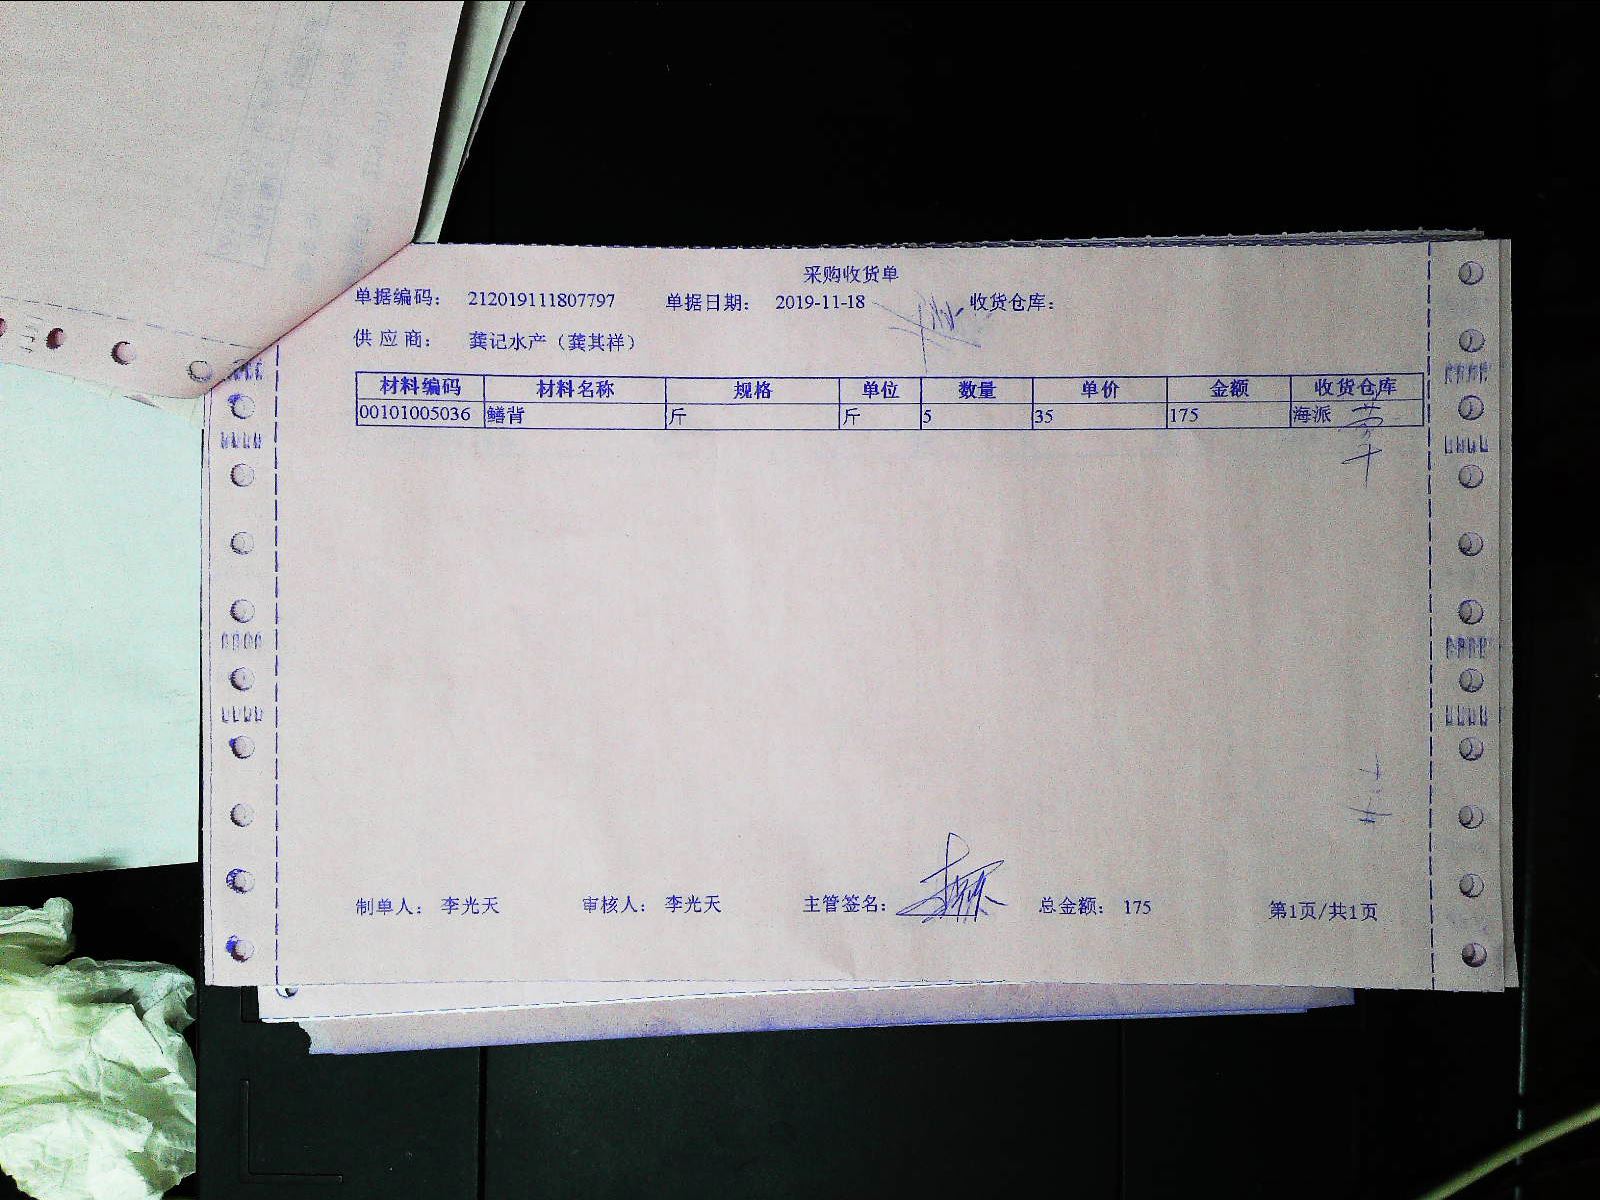 采购收货单
单据编码： 212019111807797 单据日期： 2019-11-18 收货仓库：
供应商： 龚记水产（龚其祥）
材料编码 材料名称 规格 单位 数量 单价 金额 收货仓库
00101005036 鳝背 斤 斤 5 35 175 海派
制单人： 李光天 审核人： 李光天 主管签名： 总金额： 175 第1页/共1页